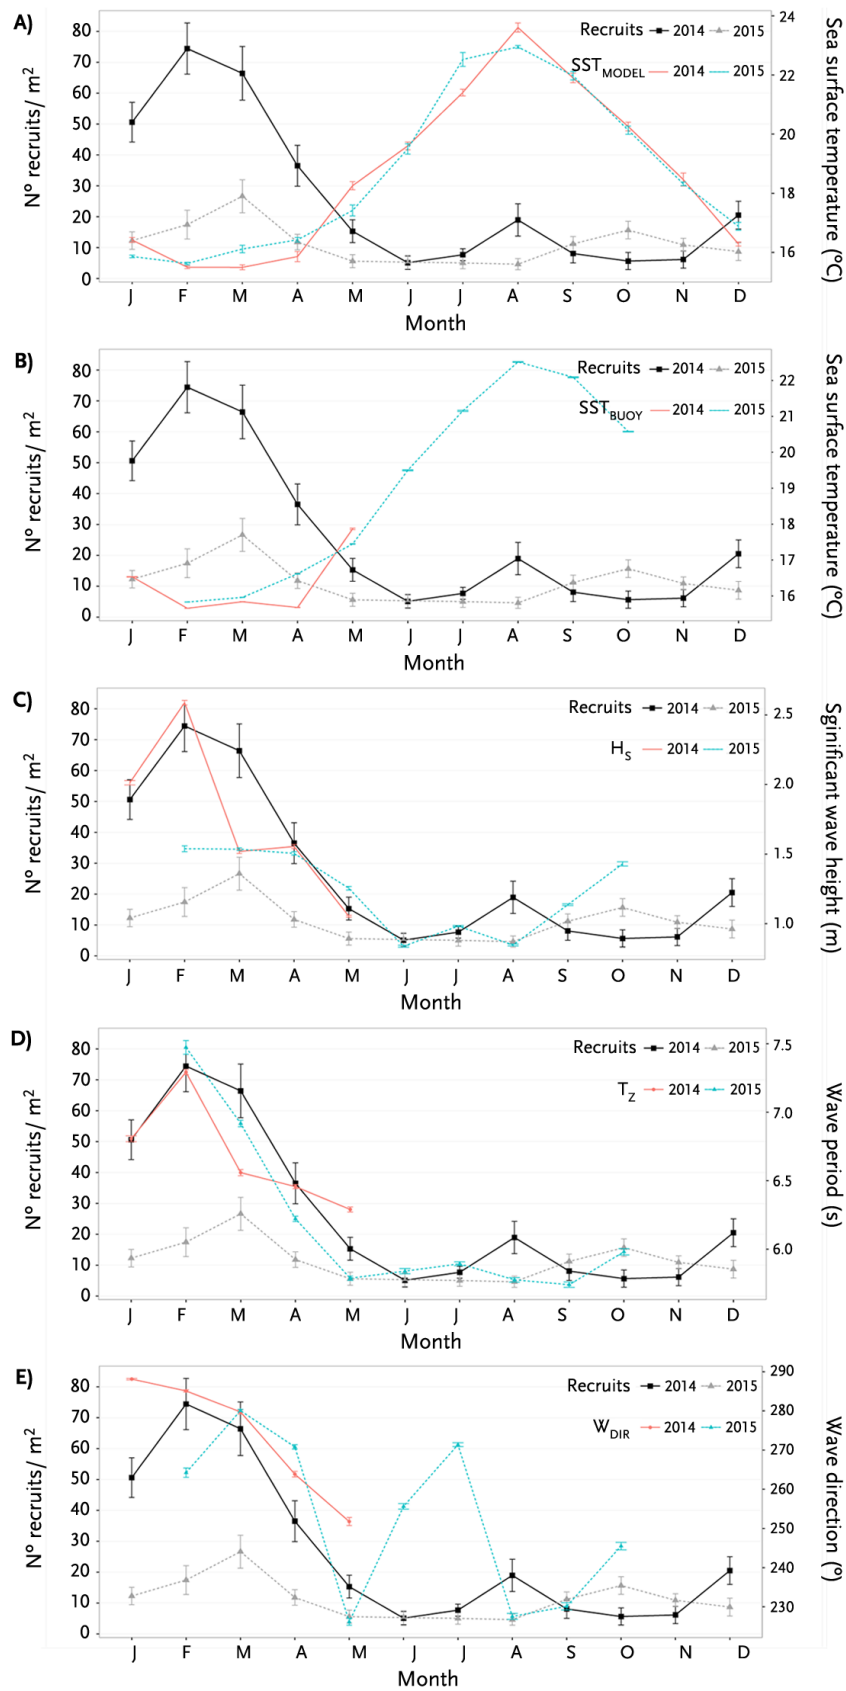 A)
Recruits 2014 2015
SST MODEL 2014 2015
N° recruits/ m2
80
70
60
50
40
30
20
10
0
24
22
20
18
16
Sea surface temperature (ºC)
J F M A M J J A S O N D
Month
B)
Recruits 2014 2015
SST BUOY 2014 2015
N° recruits/ m2
80
70
60
50
40
30
20
10
0
22
21
20
19
18
17
16
Sea surface temperature (ºC)
J F M A M J J A S O N D
Month
C)
Recruits 2014 2015
HS 2014 2015
N° recruits/ m2
80
70
60
50
40
30
20
10
0
2.5
2.0
1.5
1.0
Sginificant wave height (m)
J F M A M J J A S O N D
Month
D)
Recruits 2014 2015
TZ 2014 2015
N° recruits/ m2
80
70
60
50
40
30
20
10
0
7.5
7.0
6.5
6.0
Wave period (s)
J F M A M J J A S O N D
Month
E)
Recruits 2014 2015
WDIR 2014 2015
N° recruits/ m2
80
70
60
50
40
30
20
10
0
290
280
270
260
250
240
230
Wave direction (º)
J F M A M J J A S O N D
Month